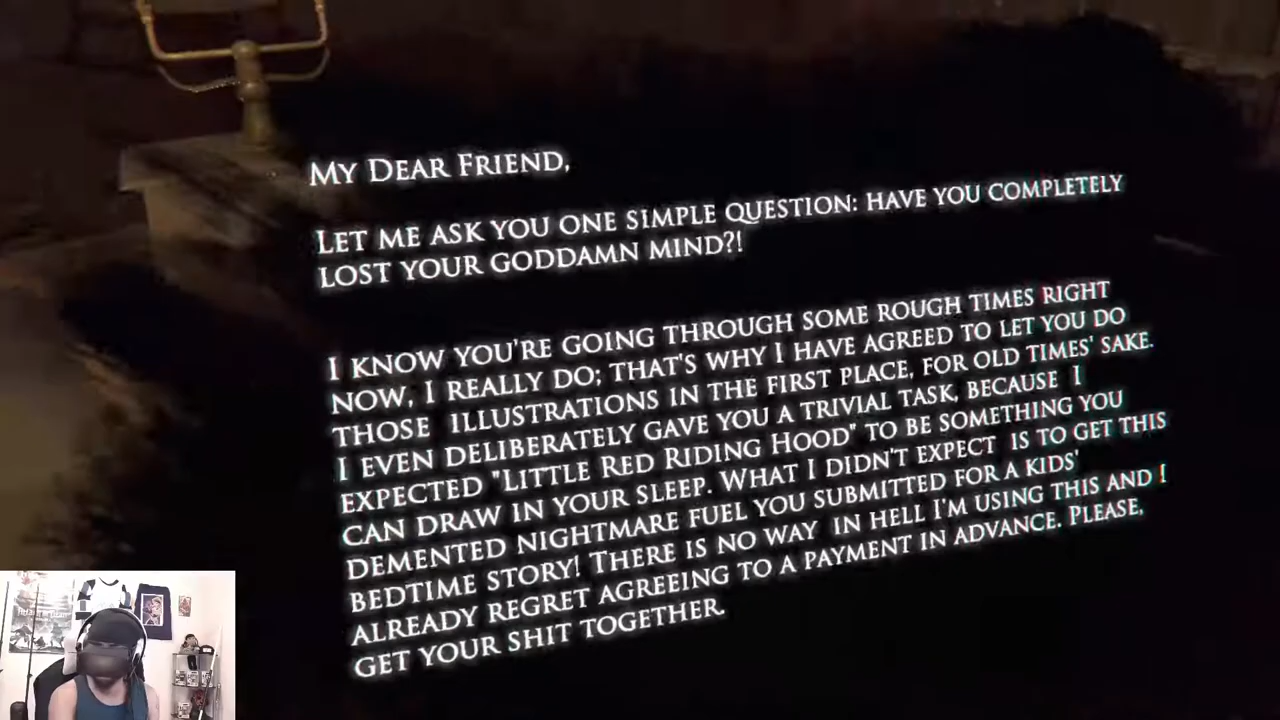 My Dear Friend,
Let me ask you one simple question: have you completely
lost your goddamn mind?!
I know you're going through some rough times right
now, I really do; that's why I have agreed to let you do
those illustrations in the first place, for old times' sake.
I even deliberately gave you a trivial task, because I
expected "Little Red Riding Hood" to be something you
can draw in your sleep. What I didn't expect is to get this
demented nightmare fuel you submitted for a kids'
bedtime story! There is no way in hell I'm using this and I
already regret agreeing to a payment in advance. Please,
get your shit together.